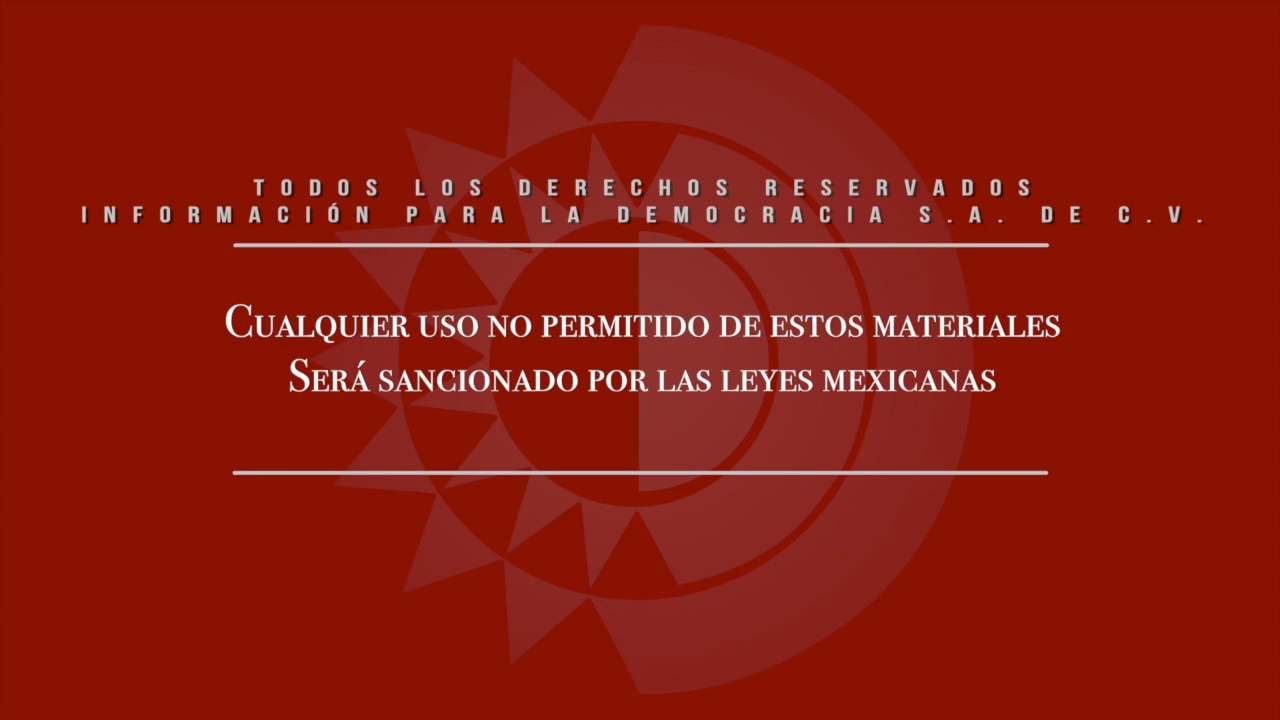 TODOS LOS DERECHOS RESERVADOS
INFORMACIÓN PARA LA DEMOCRACIA S.A. DE C.V.
CUALQUIER USO NO PERMITIDO DE ESTOS MATERIALES
SERÁ SANCIONADO POR LAS LEYES MEXICANAS